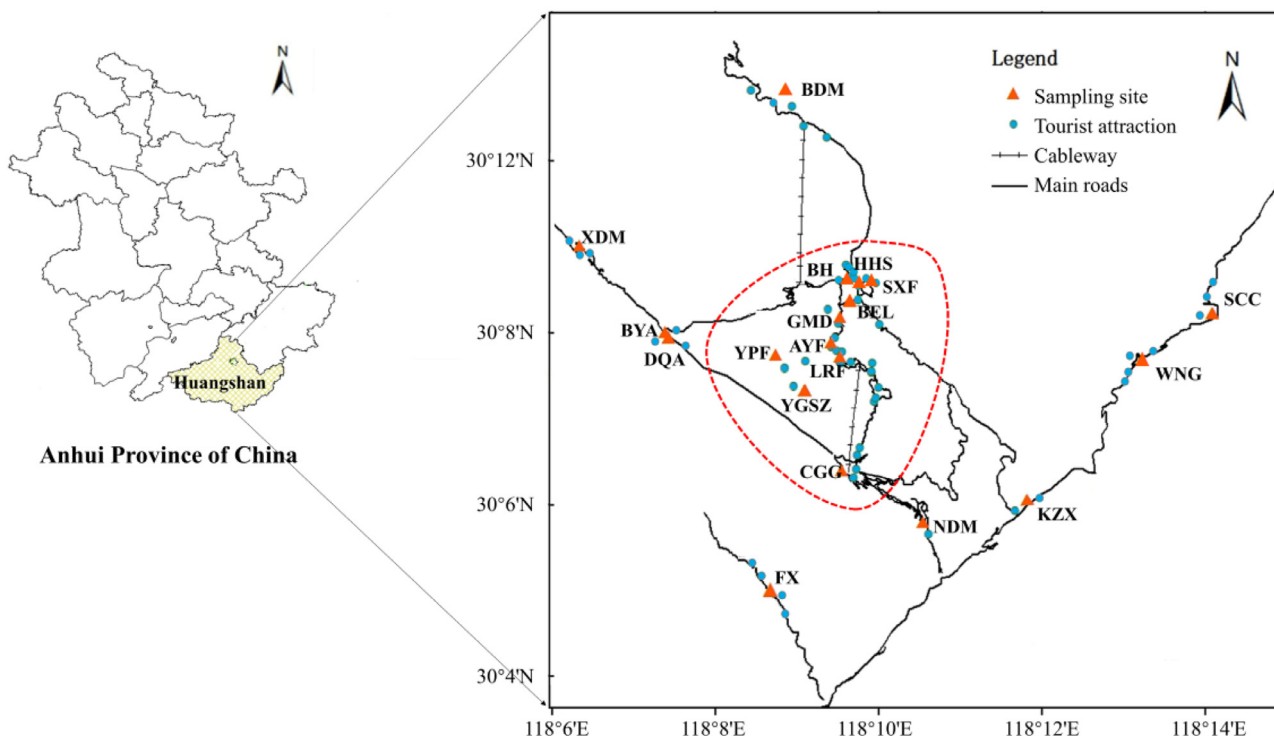 N
Huangshan
Anhui Province of China
N
Legend
Sampling site
Tourist attraction
Cableway
Main roads
BDM
XDM
BH
HHS
SXF
BEL
GMD
BYA
DQA
YPF
AYF
LRF
YGSZ
SCC
WNG
CGG
NDM
KZX
FX
30°12'N
30°8'N
30°6'N
30°4'N
118°6'E
118°8'E
118°10'E
118°12'E
118°14'E